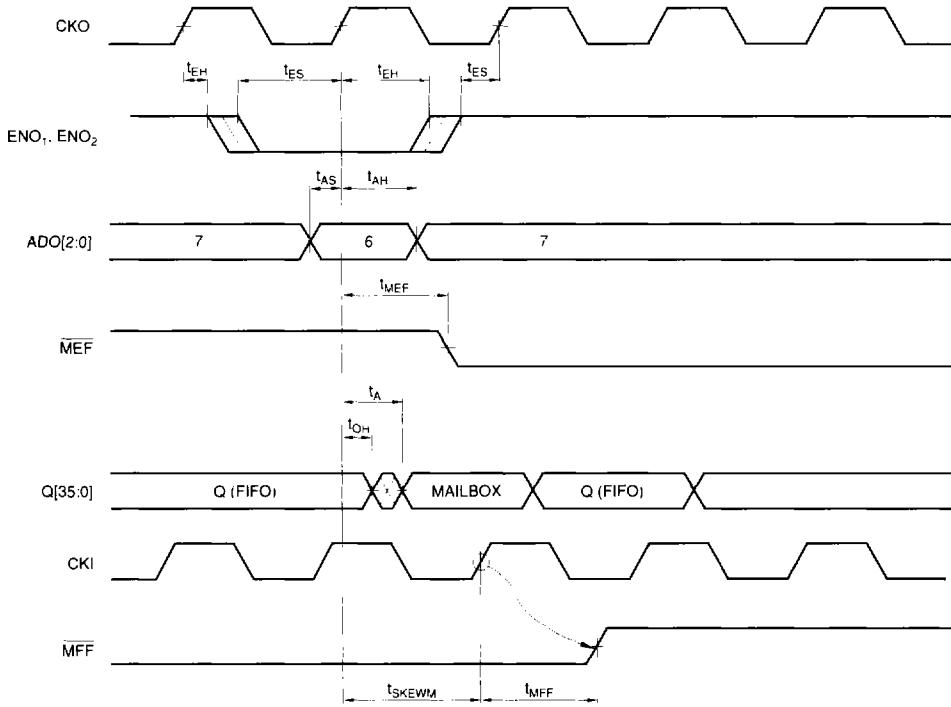 CKO
tEH tES tEH tES
ENO1, ENO2
tAS tAH
ADO[2:0] 7 6 7
tMEF
MEF
tA
tOH
Q[35:0] Q (FIFO) MAILBOX Q (FIFO)
CKI
MFF
tSKEWM tMFF